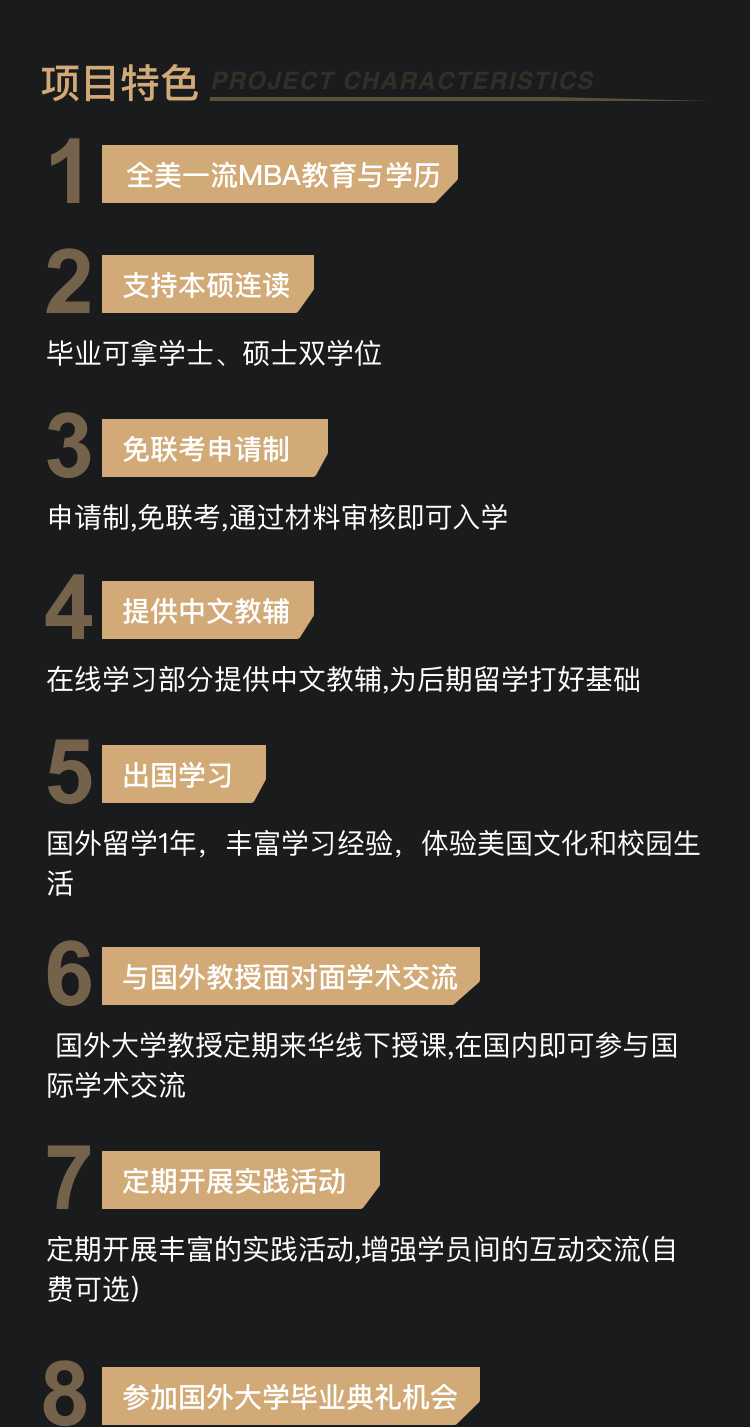 项目特色 PROJECT CHARACTERISTICS
1 全美一流MBA教育与学历
2 支持本硕连读
毕业可拿学士、硕士双学位
3 免联考申请制
申请制,免联考,通过材料审核即可入学
4 提供中文教辅
在线学习部分提供中文教辅,为后期留学打好基础
5 出国学习
国外留学1年，丰富学习经验，体验美国文化和校园生
活
6 与国外教授面对面学术交流
国外大学教授定期来华线下授课,在国内即可参与国
际学术交流
7 定期开展实践活动
定期开展丰富的实践活动,增强学员间的互动交流(自
费可选)
8 参加国外大学毕业典礼机会